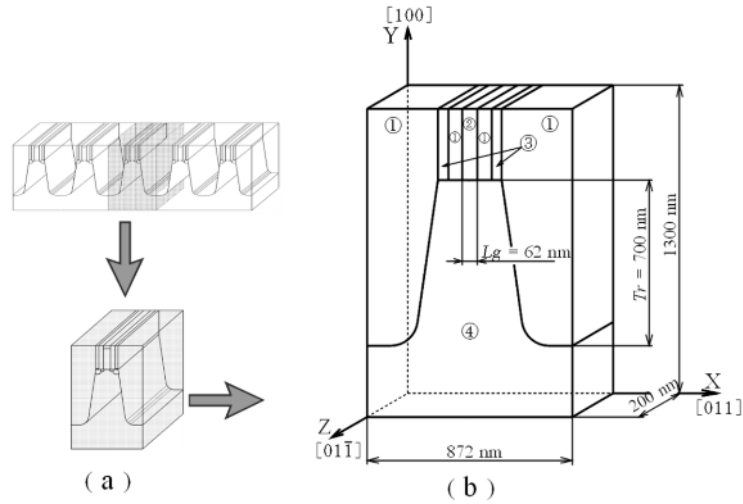 [100]
Y
①
①
②
①
①
③
Lg = 62 nm
Tr = 700 nm
1300 nm
④
X
[011]
200 nm
Z
[011̅]
872 nm
( a )
( b )